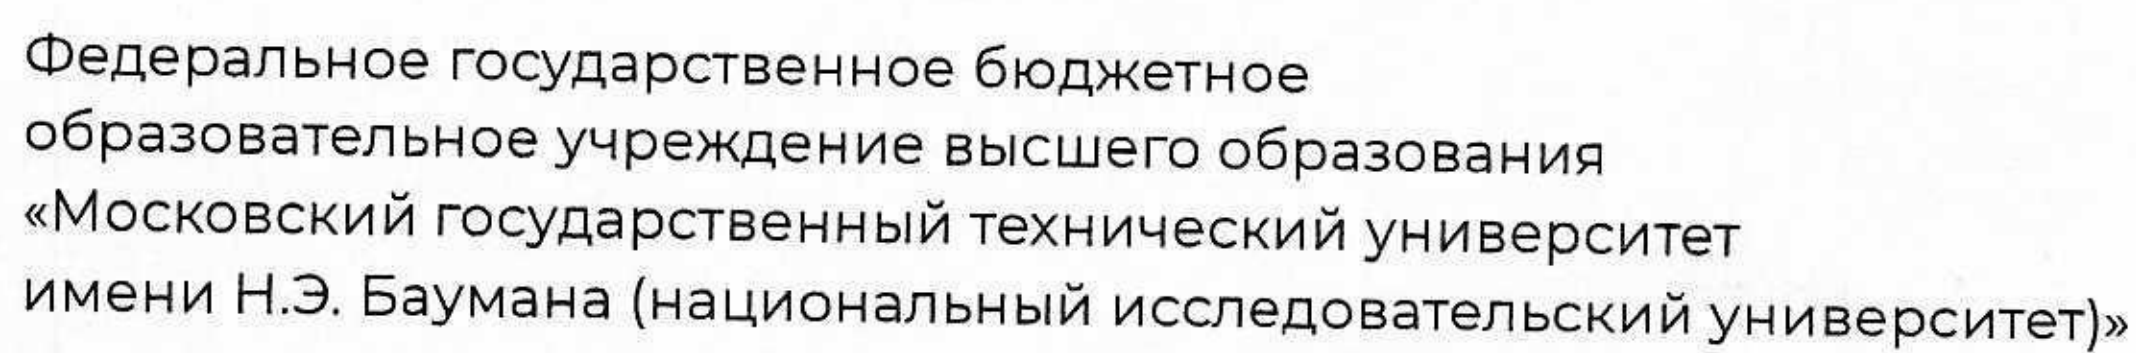 Федеральное государственное бюджетное
образовательное учреждение высшего образования
«Московский государственный технический университет
имени Н.Э. Баумана (национальный исследовательский университет)»